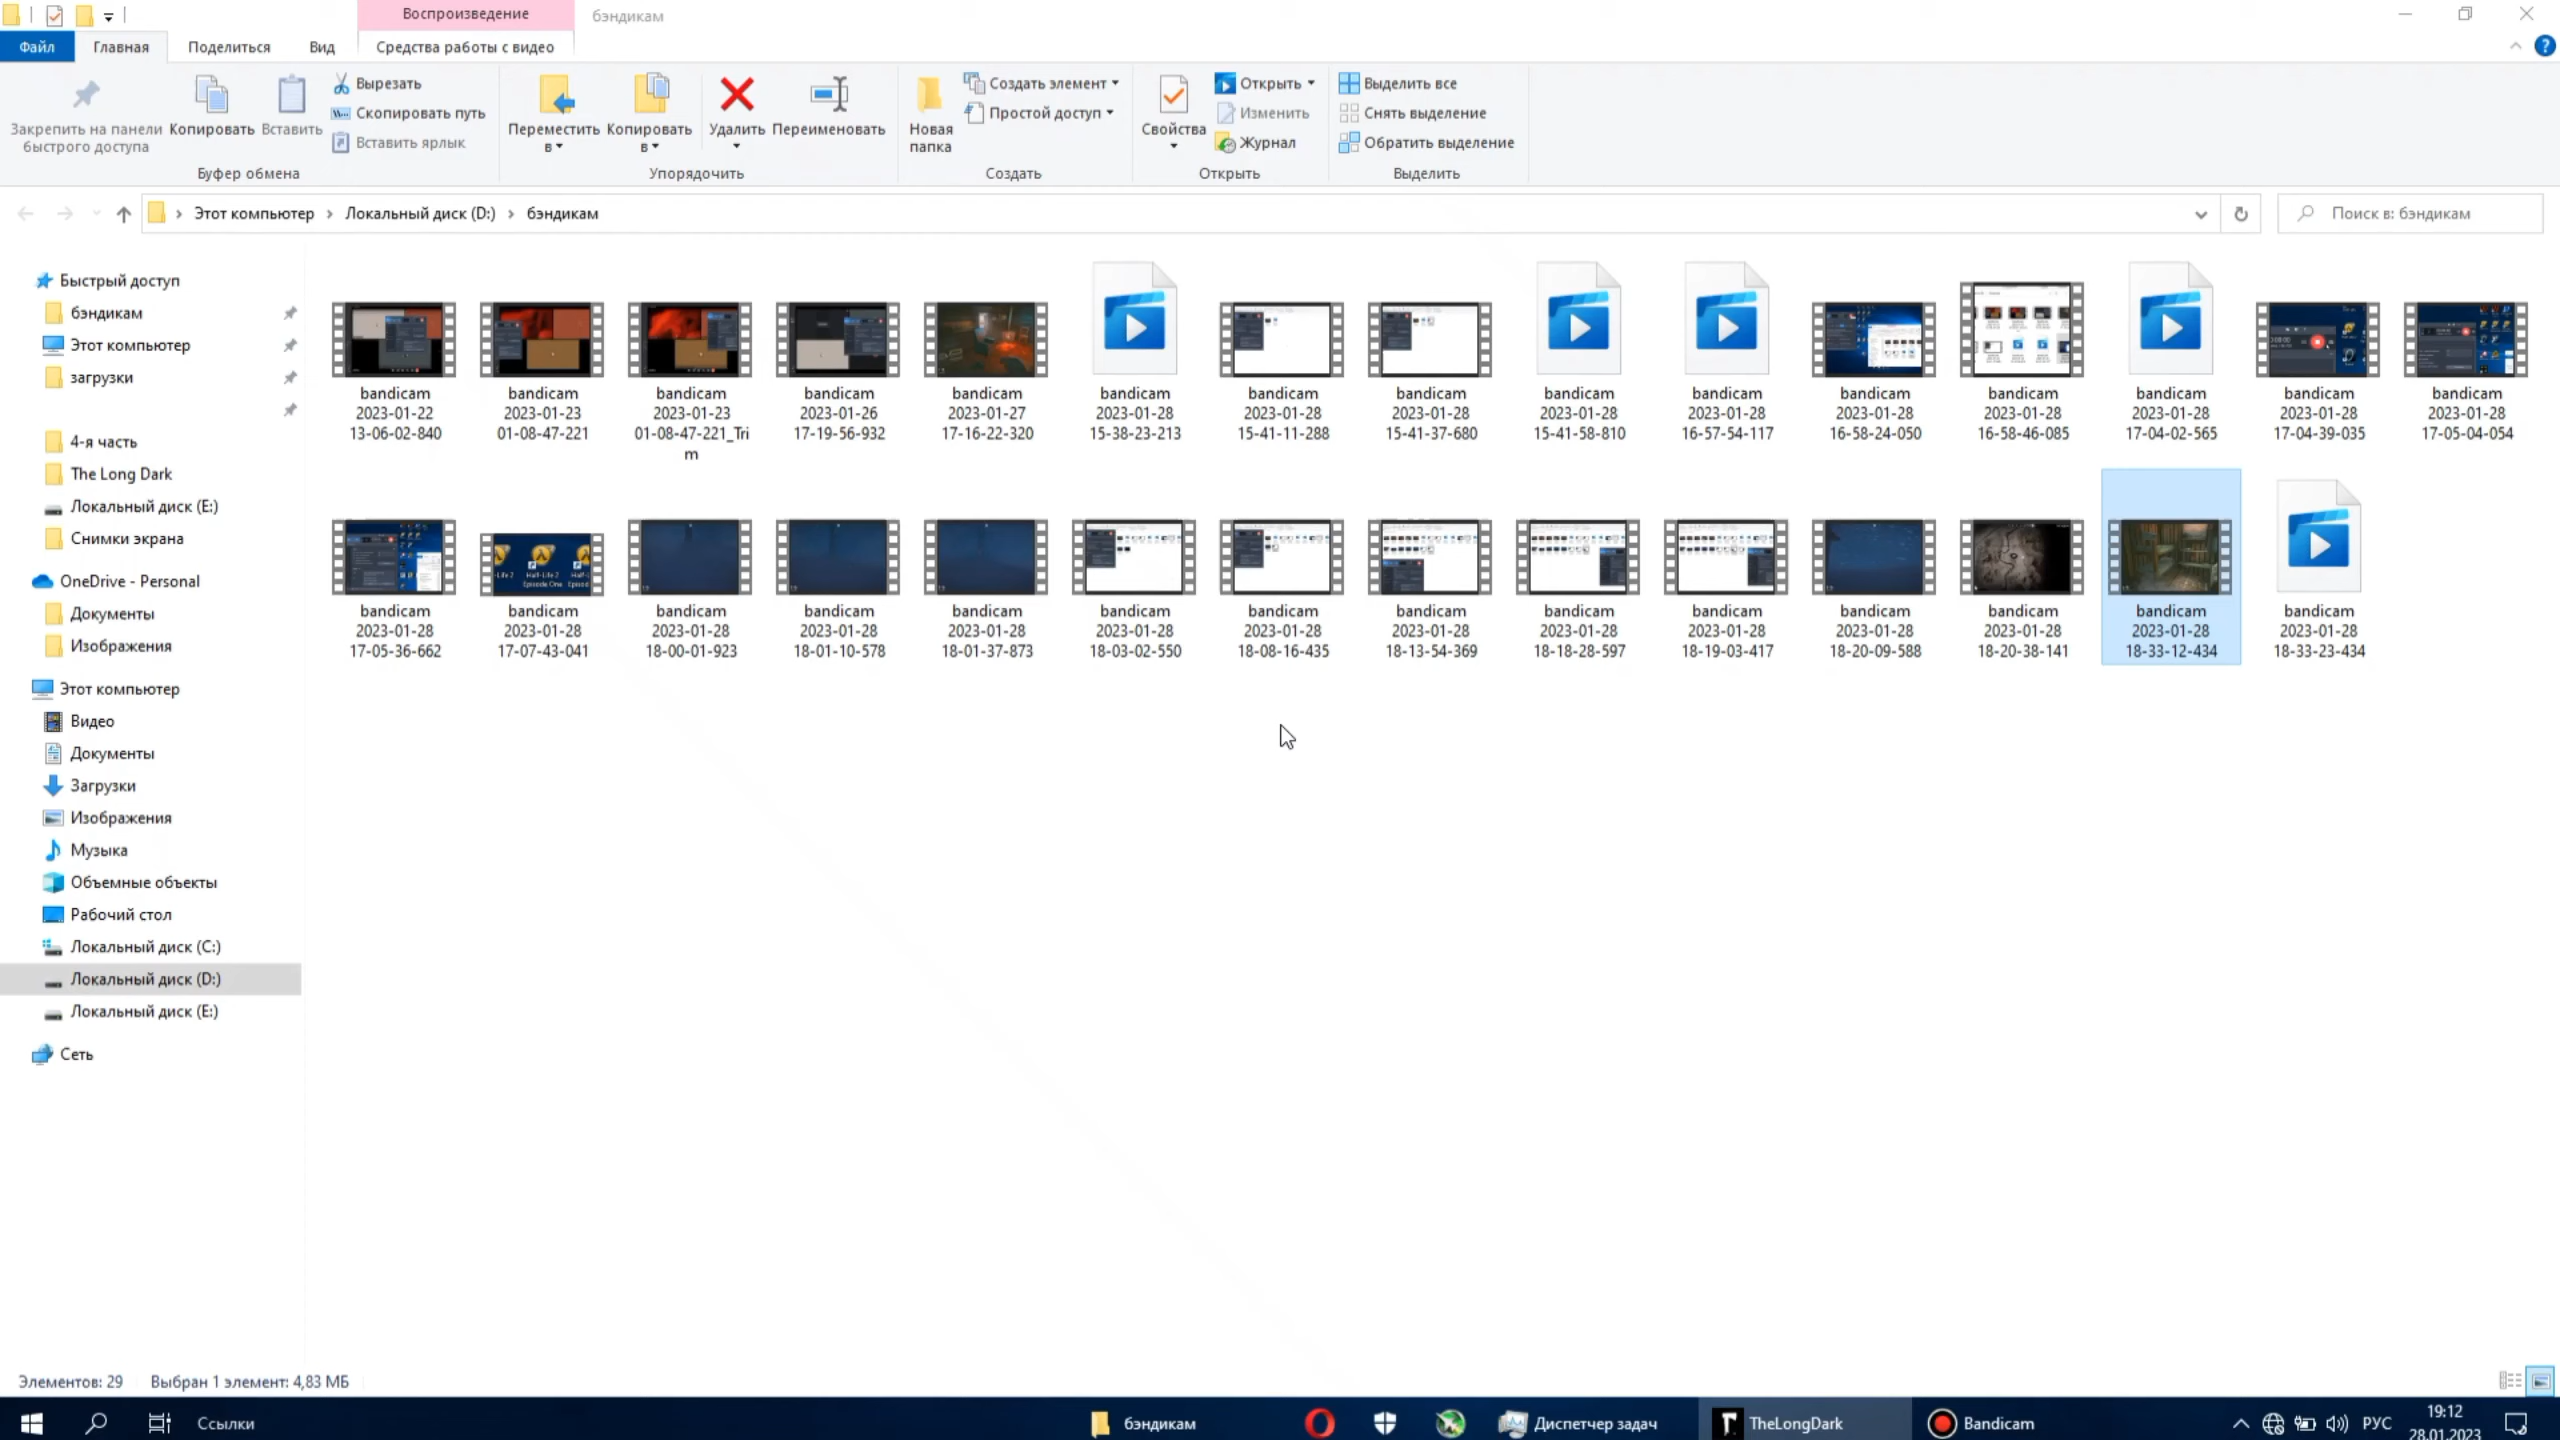 Воспроизведение
бэндикам
Файл
Главная
Поделиться
Вид
Средства работы с видео
Закрепить на панели
быстрого доступа
Копировать
Вставить
Вырезать
Скопировать путь
Вставить ярлык
Буфер обмена
Переместить
в
Копировать
в
Удалить
Переименовать
Упорядочить
Новая
папка
Создать элемент
Простой доступ
Создать
Свойства
Открыть
Изменить
Журнал
Открыть
Выделить все
Снять выделение
Обратить выделение
Выделить
Этот компьютер
Локальный диск (D:)
бэндикам
Поиск в: бэндикам
Быстрый доступ
бэндикам
Этот компьютер
загрузки
4-я часть
The Long Dark
Локальный диск (E:)
Снимки экрана
OneDrive - Personal
Документы
Изображения
Этот компьютер
Видео
Документы
Загрузки
Изображения
Музыка
Объемные объекты
Рабочий стол
Локальный диск (C:)
Локальный диск (D:)
Локальный диск (E:)
Сеть
bandicam
2023-01-22
13-06-02-840
bandicam
2023-01-23
01-08-47-221
bandicam
2023-01-23
01-08-47-221_Tri
m
bandicam
2023-01-26
17-19-56-932
bandicam
2023-01-27
17-16-22-320
bandicam
2023-01-28
15-38-23-213
bandicam
2023-01-28
15-41-11-288
bandicam
2023-01-28
15-41-37-680
bandicam
2023-01-28
15-41-58-810
bandicam
2023-01-28
16-57-54-117
bandicam
2023-01-28
16-58-24-050
bandicam
2023-01-28
16-58-46-085
bandicam
2023-01-28
17-04-02-565
bandicam
2023-01-28
17-04-39-035
bandicam
2023-01-28
17-05-04-054
bandicam
2023-01-28
17-05-36-662
Half-Life 2
Episode One
bandicam
2023-01-28
17-07-43-041
bandicam
2023-01-28
18-00-01-923
bandicam
2023-01-28
18-01-10-578
bandicam
2023-01-28
18-01-37-873
bandicam
2023-01-28
18-03-02-550
bandicam
2023-01-28
18-08-16-435
bandicam
2023-01-28
18-13-54-369
bandicam
2023-01-28
18-18-28-597
bandicam
2023-01-28
18-19-03-417
bandicam
2023-01-28
18-20-09-588
bandicam
2023-01-28
18-20-38-141
bandicam
2023-01-28
18-33-12-434
bandicam
2023-01-28
18-33-23-434
Элементов: 29
Выбран 1 элемент: 4,83 МБ
Ссылки
бэндикам
Диспетчер задач
TheLongDark
Bandicam
РУС
19:12
28.01.2023